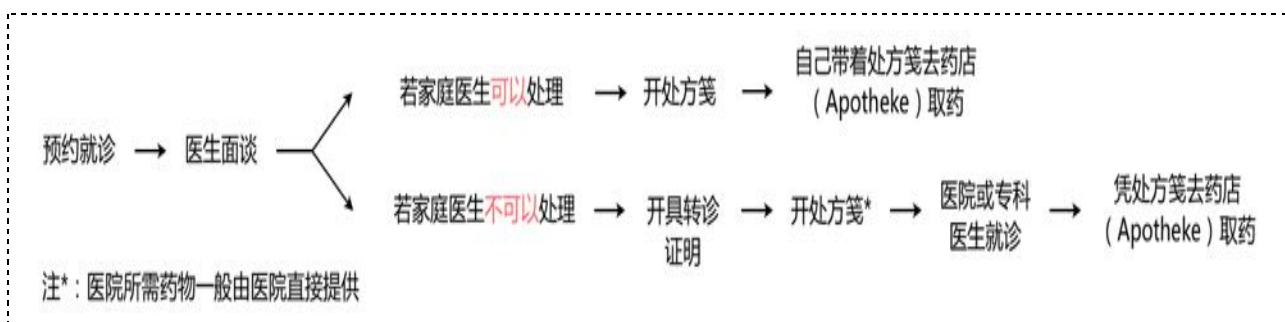 预约就诊
医生面谈
若家庭医生可以处理
开处方笺
自己带着处方笺去药店
（Apotheke）取药
若家庭医生不可以处理
开具转诊
证明
开处方笺*
医院或专科
医生就诊
凭处方笺去药店
（Apotheke）取药
注*：医院所需药物一般由医院直接提供